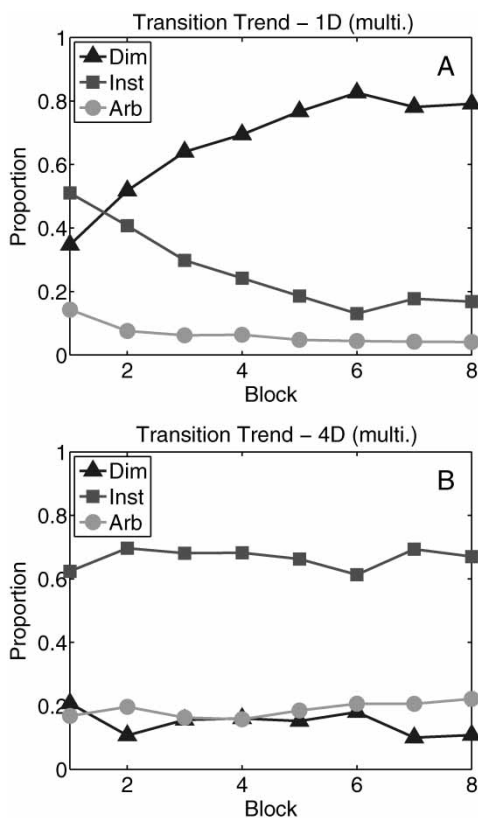 Transition Trend – 1D (multi.)
1
Dim
Inst
Arb
A
0.8
0.6
0.4
0.2
0
Proportion
2 4 6 8
Block
Transition Trend – 4D (multi.)
1
Dim
Inst
Arb
B
0.8
0.6
0.4
0.2
0
Proportion
2 4 6 8
Block